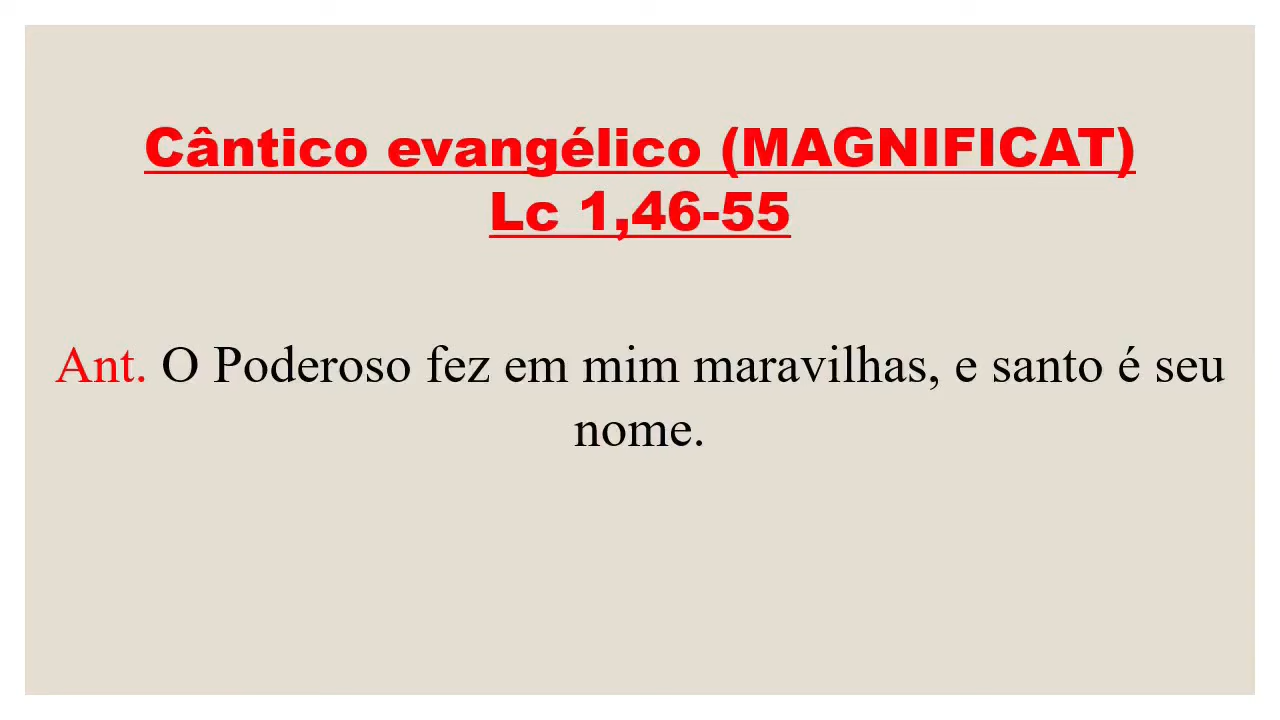 Cântico evangélico (MAGNIFICAT)
Lc 1,46-55
Ant. O Poderoso fez em mim maravilhas, e santo é seu
nome.